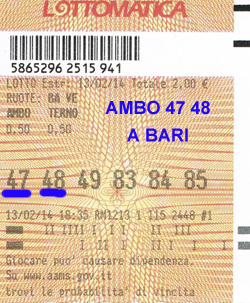 LOTTOMATICA
5865296 2515 941
LOTTO Estr: 13/02/14 Totale 2,00 €
RUOTE: BA VE
AMBO TERNO
0.50 0.50
AMBO 47 48
A BARI
47 48 49 83 84 85
13/02/14 18:35 RM1213 1 115 2448 #1
Giocare puo' causare dipendenza.
Su www.aams.gov.it
trovi le probabilita' di vincita